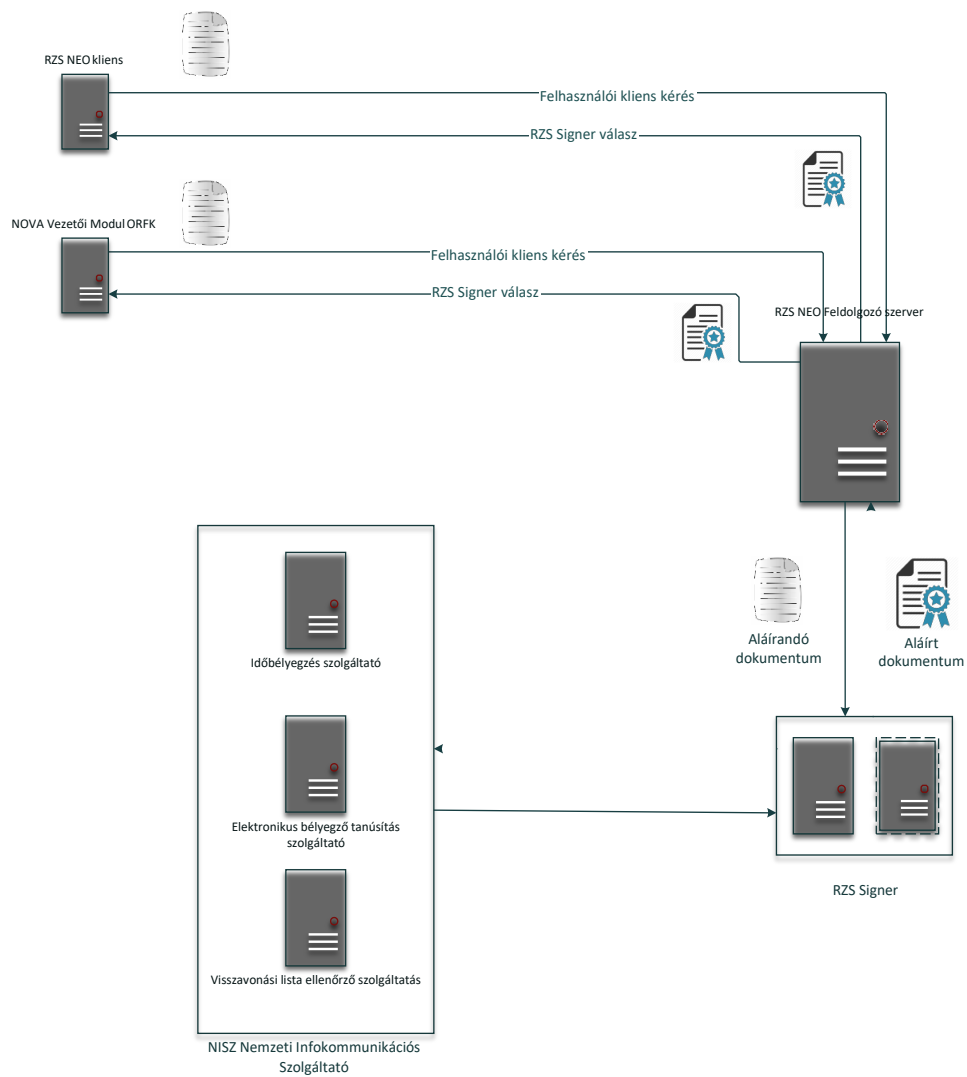 RZS NEO kliens
Felhasználói kliens kérés
RZS Signer válasz
NOVA Vezetői Modul ORFK
Felhasználói kliens kérés
RZS Signer válasz
RZS NEO Feldolgozó szerver
Aláírandó
dokumentum
Aláírt
dokumentum
Időbélyegzés szolgáltató
Elektronikus bélyegző tanúsítás
szolgáltató
Visszavonási lista ellenőrző szolgáltatás
RZS Signer
NISZ Nemzeti Infokommunikációs
Szolgáltató